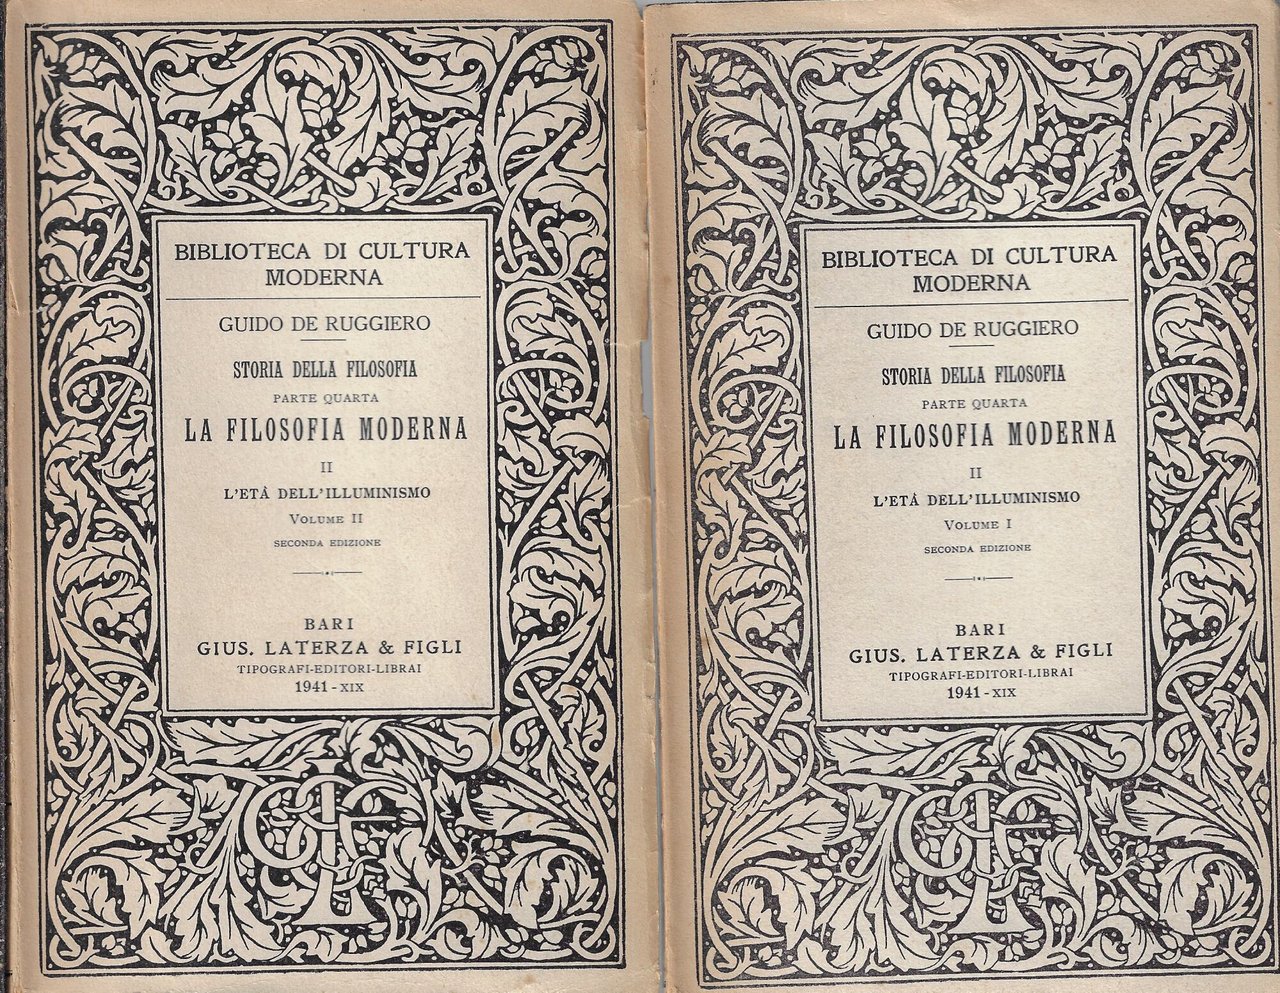 BIBLIOTECA DI CULTURA
MODERNA
GUIDO DE RUGGIERO
STORIA DELLA FILOSOFIA
PARTE QUARTA
LA FILOSOFIA MODERNA
II
L'ETÁ DELL'ILLUMINISMO
VOLUME II
SECONDA EDIZIONE
BARI
GIUS. LATERZA & FIGLI
TIPOGRAFI-EDITORI-LIBRAI
1941-XIX
BIBLIOTECA DI CULTURA
MODERNA
GUIDO DE RUGGIERO
STORIA DELLA FILOSOFIA
PARTE QUARTA
LA FILOSOFIA MODERNA
II
L'ETÁ DELL'ILLUMINISMO
VOLUME I
SECONDA EDIZIONE
BARI
GIUS. LATERZA & FIGLI
TIPOGRAFI-EDITORI-LIBRAI
1941-XIX